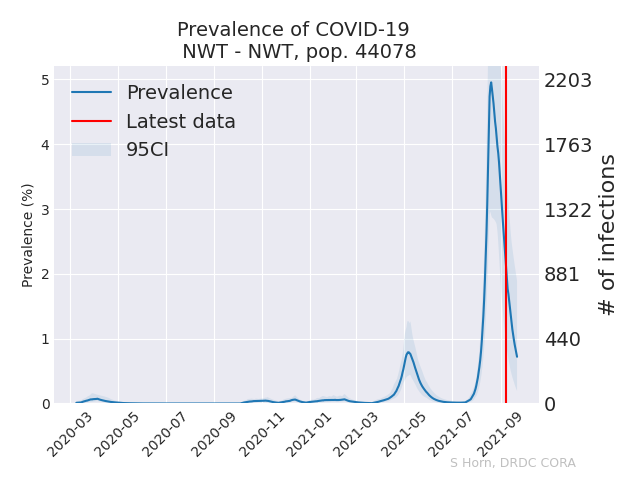 Prevalence of COVID-19
NWT - NWT, pop. 44078
Prevalence
Latest data
95CI
Prevalence (%)
5
4
3
2
1
0
2203
1763
1322
881
440
0
# of infections
2020-03
2020-05
2020-07
2020-09
2020-11
2021-01
2021-03
2021-05
2021-07
2021-09
S Horn, DRDC CORA